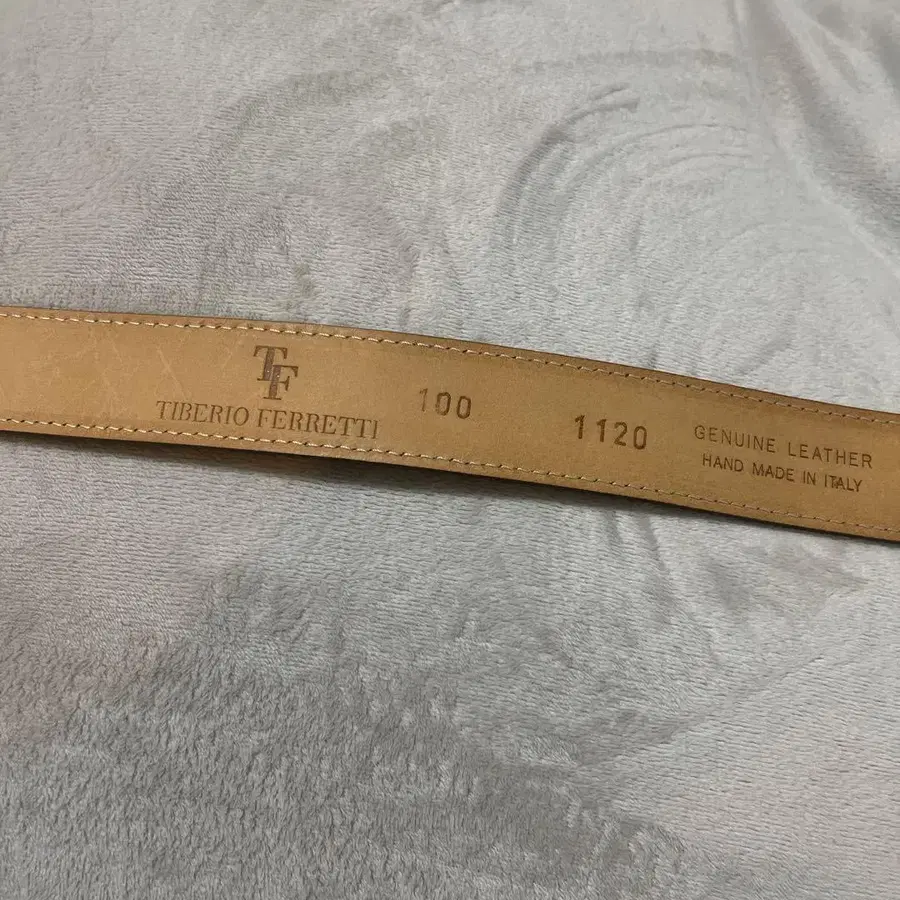 TF
TIBERIO FERRETTI
100
1120
GENUINE LEATHER
HAND MADE IN ITALY